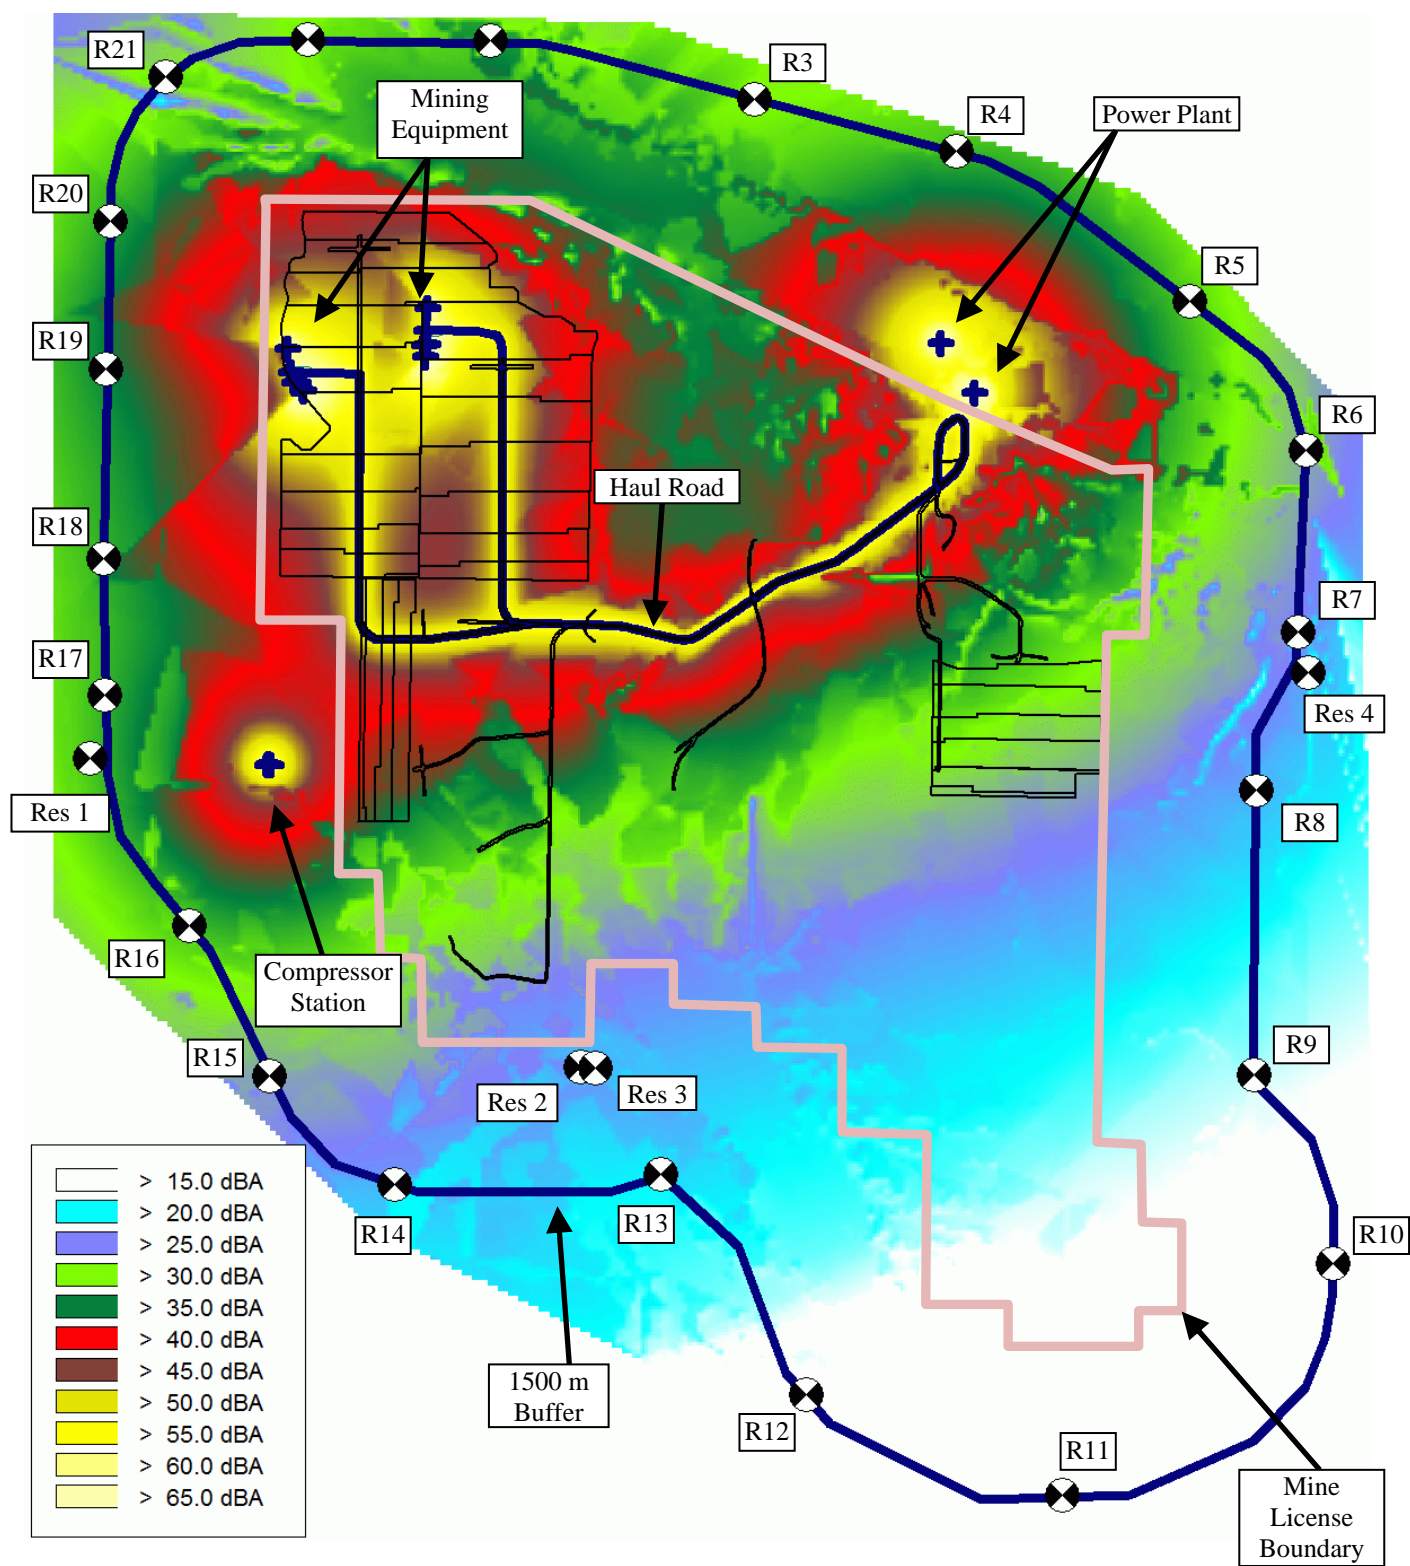 R21
Mining
Equipment
R3
R4
Power Plant
R20
R5
R19
R6
Haul Road
R18
R7
R17
Res 4
Res 1
R8
R16
Compressor
Station
R15
R9
Res 2
Res 3
R14
R13
R10
1500 m
Buffer
R12
R11
Mine
License
Boundary
> 15.0 dBA
> 20.0 dBA
> 25.0 dBA
> 30.0 dBA
> 35.0 dBA
> 40.0 dBA
> 45.0 dBA
> 50.0 dBA
> 55.0 dBA
> 60.0 dBA
> 65.0 dBA